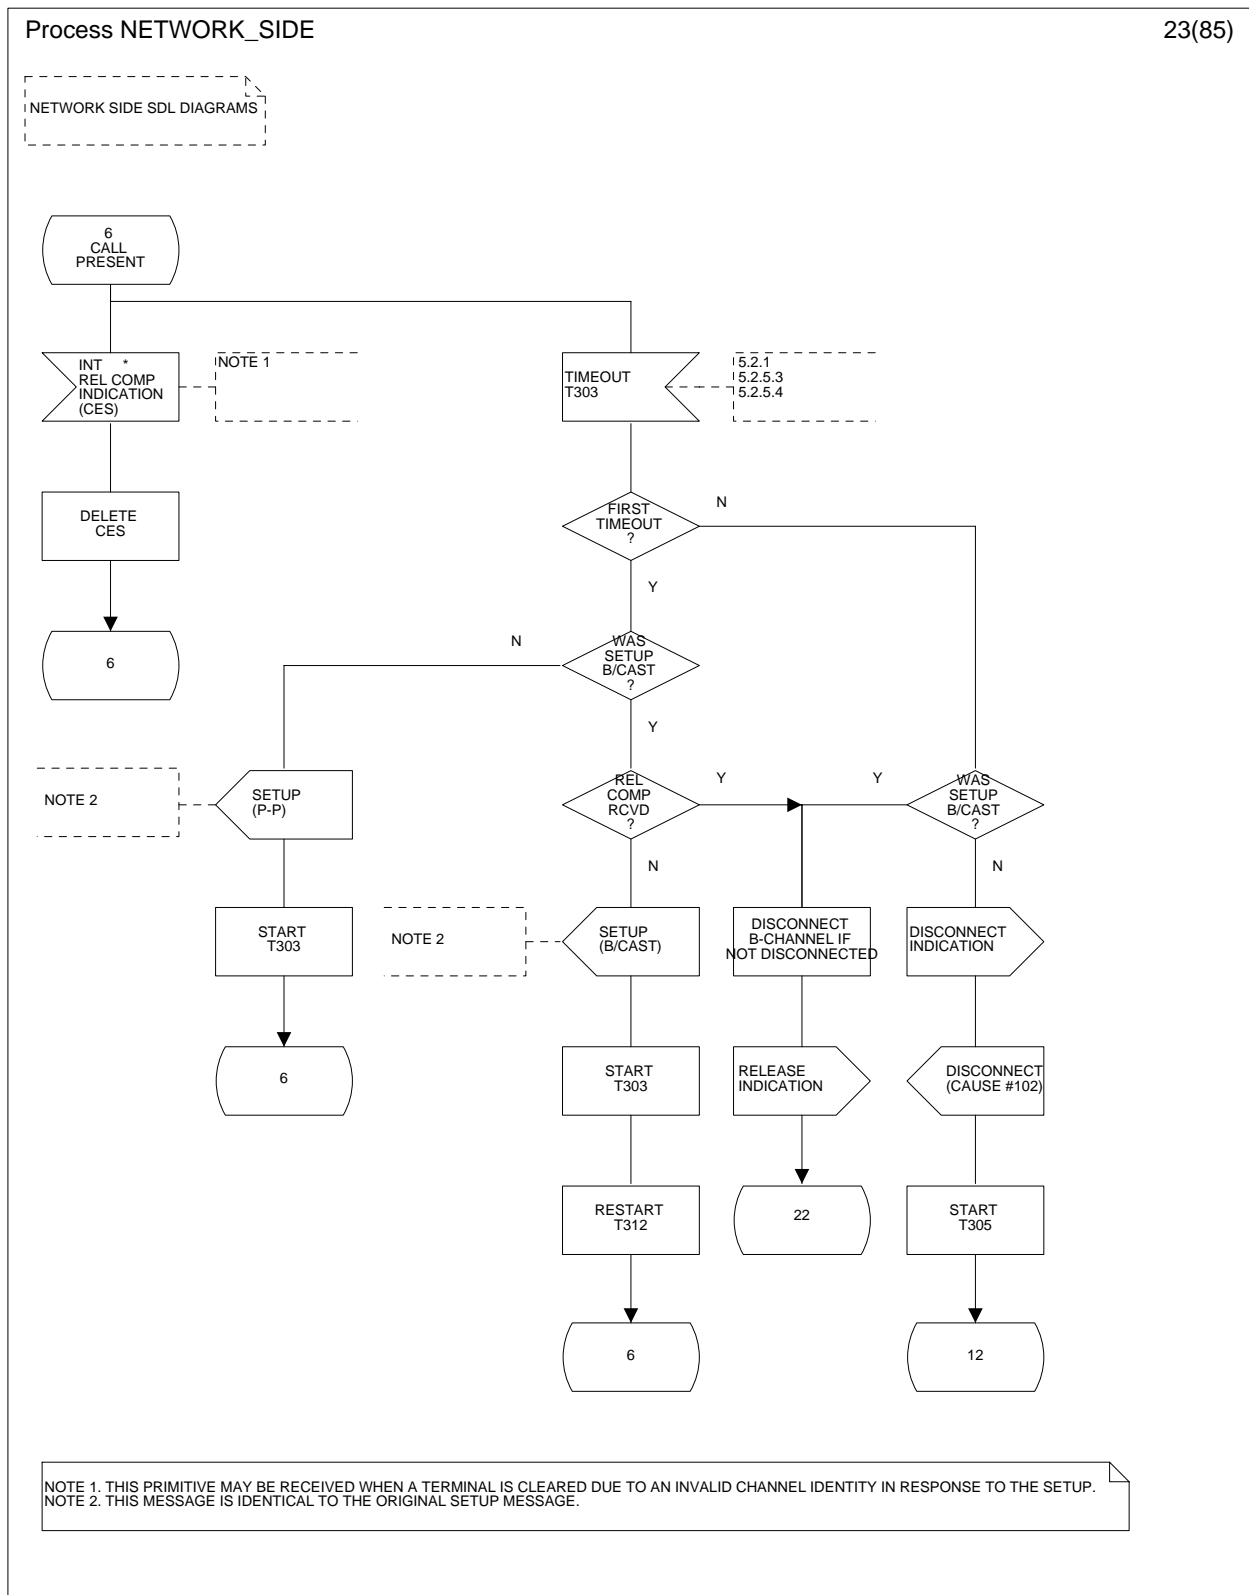 Process NETWORK_SIDE
23(85)
NETWORK SIDE SDL DIAGRAMS
6
CALL
PRESENT
INT *
REL COMP
INDICATION
(CES)
NOTE 1
TIMEOUT
T303
5.2.1
5.2.5.3
5.2.5.4
DELETE
CES
FIRST
TIMEOUT
?
N
Y
6
N
WAS
SETUP
B/CAST
?
Y
NOTE 2
SETUP
(P-P)
REL
COMP
RCVD
?
Y
Y
WAS
SETUP
B/CAST
?
N
N
START
T303
NOTE 2
SETUP
(B/CAST)
DISCONNECT
B-CHANNEL IF
NOT DISCONNECTED
DISCONNECT
INDICATION
6
START
T303
RELEASE
INDICATION
DISCONNECT
(CAUSE #102)
RESTART
T312
22
START
T305
6
12
NOTE 1. THIS PRIMITIVE MAY BE RECEIVED WHEN A TERMINAL IS CLEARED DUE TO AN INVALID CHANNEL IDENTITY IN RESPONSE TO THE SETUP.
NOTE 2. THIS MESSAGE IS IDENTICAL TO THE ORIGINAL SETUP MESSAGE.